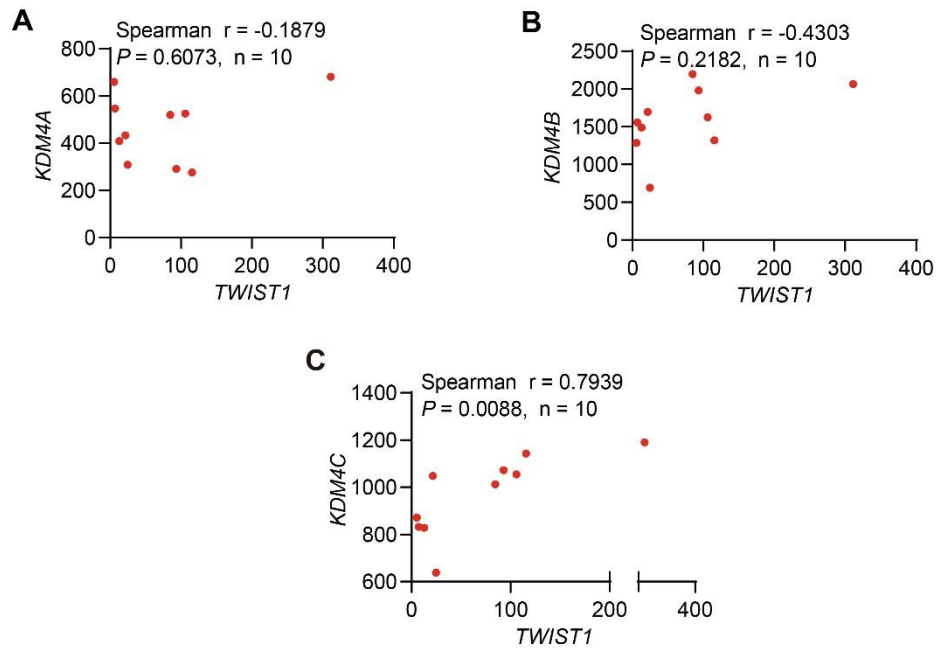 A
Spearman r = -0.1879
P = 0.6073, n = 10
800
600
400
200
0
KDM4A
0 100 200 300 400
TWIST1
B
Spearman r = -0.4303
P = 0.2182, n = 10
2500
2000
1500
1000
500
0
KDM4B
0 100 200 300 400
TWIST1
C
Spearman r = 0.7939
P = 0.0088, n = 10
1400
1200
1000
800
600
KDM4C
0 100 200 400
TWIST1